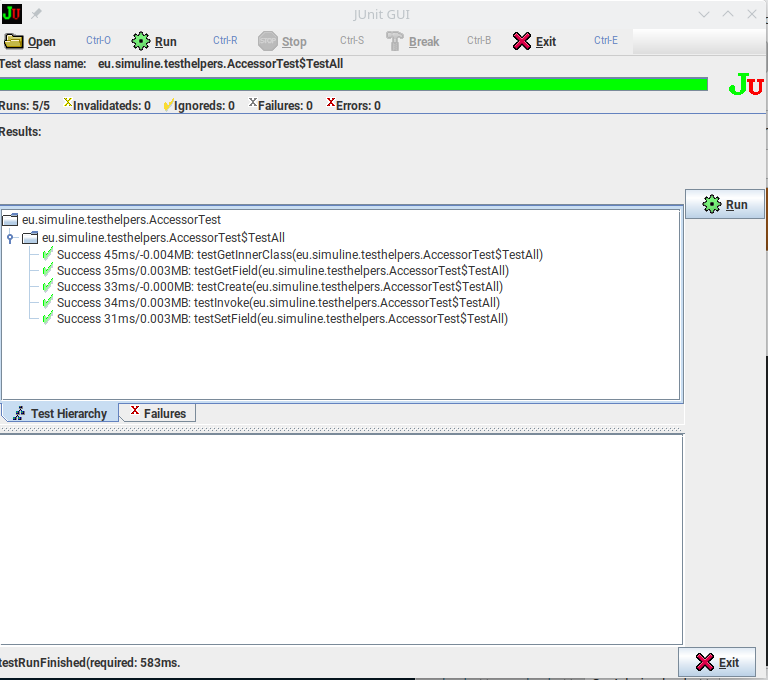 JUnit GUI
Open Ctrl-O Run Ctrl-R Stop Ctrl-S Break Ctrl-B Exit Ctrl-E
Test class name: eu.simuline.testhelpers.AccessorTest$TestAll
Runs: 5/5 Invalidateds: 0 Ignoreds: 0 Failures: 0 Errors: 0
Results:
Run
eu.simuline.testhelpers.AccessorTest
eu.simuline.testhelpers.AccessorTest$TestAll
Success 45ms/-0.004MB: testGetInnerClass(eu.simuline.testhelpers.AccessorTest$TestAll)
Success 35ms/0.003MB: testGetField(eu.simuline.testhelpers.AccessorTest$TestAll)
Success 33ms/-0.000MB: testCreate(eu.simuline.testhelpers.AccessorTest$TestAll)
Success 34ms/0.003MB: testInvoke(eu.simuline.testhelpers.AccessorTest$TestAll)
Success 31ms/0.003MB: testSetField(eu.simuline.testhelpers.AccessorTest$TestAll)
Test Hierarchy Failures
testRunFinished(required: 583ms.
Exit